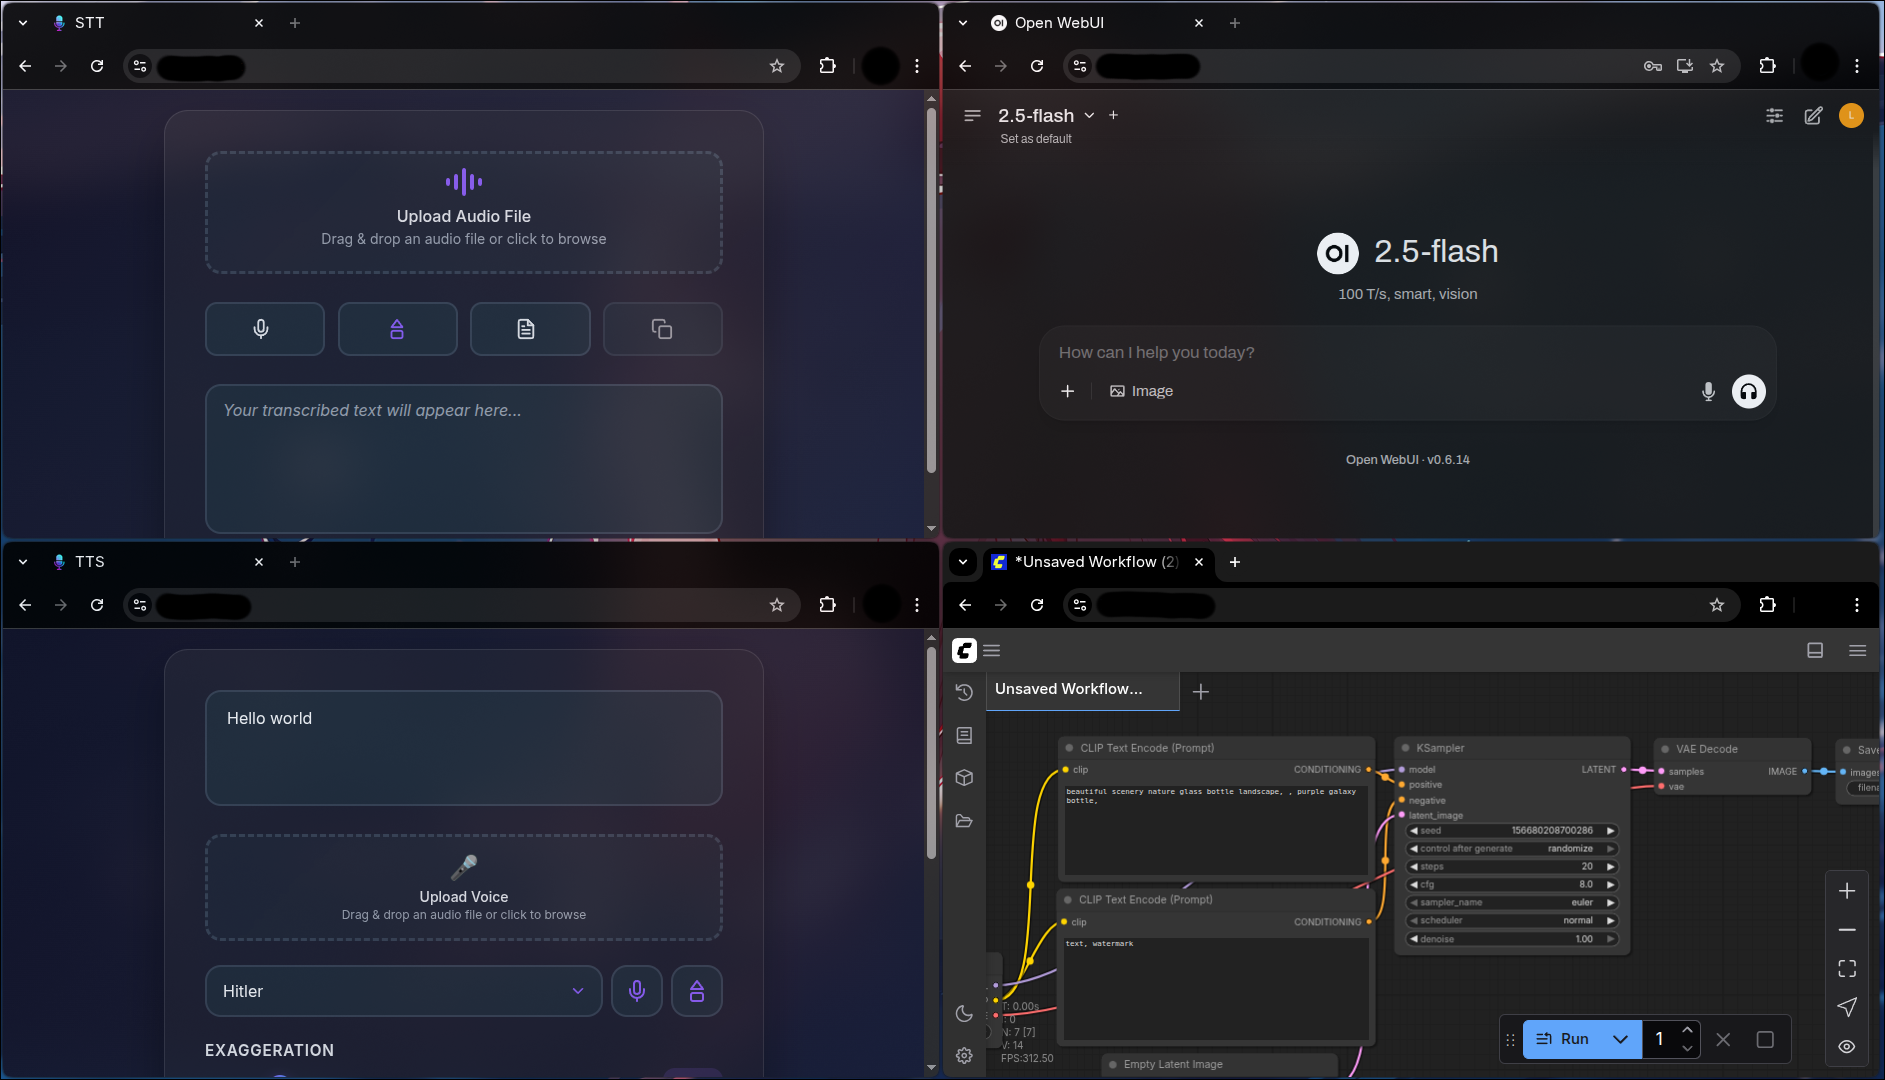 STT
Upload Audio File
Drag & drop an audio file or click to browse
Your transcribed text will appear here...
Open WebUI
2.5-flash
Set as default
L
OI 2.5-flash
100 T/s, smart, vision
How can I help you today?
Image
Open WebUI · v0.6.14
TTS
Hello world
Upload Voice
Drag & drop an audio file or click to browse
Hitler
EXAGGERATION
*Unsaved Workflow (2)
Unsaved Workflow...
CLIP Text Encode (Prompt)
clip CONDITIONING
beautiful scenery nature glass bottle landscape, , purple galaxy
bottle,
CLIP Text Encode (Prompt)
clip CONDITIONING
text, watermark
KSampler
model LATENT
positive
negative
latent_image
seed 156680208700286
control after generate randomize
steps 20
cfg 8.0
sampler_name euler
scheduler normal
denoise 1.00
VAE Decode
samples IMAGE
vae
Save
images
filena
T: 0.00s
: 0
N: 7 [7]
V: 14
FPS:312.50
Empty Latent Image
Run 1